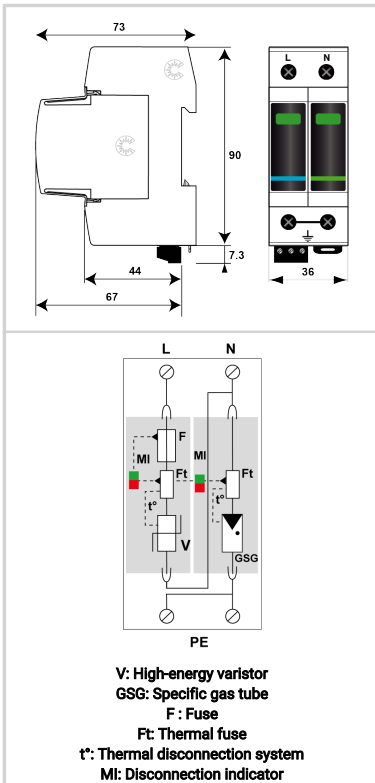 73
L N
90
7.3
44
67
36
L N
F
MI
Ft
MI
Ft
t°
t°
V
GSG
PE
V: High-energy varistor
GSG: Specific gas tube
F : Fuse
Ft: Thermal fuse
t°: Thermal disconnection system
MI: Disconnection indicator